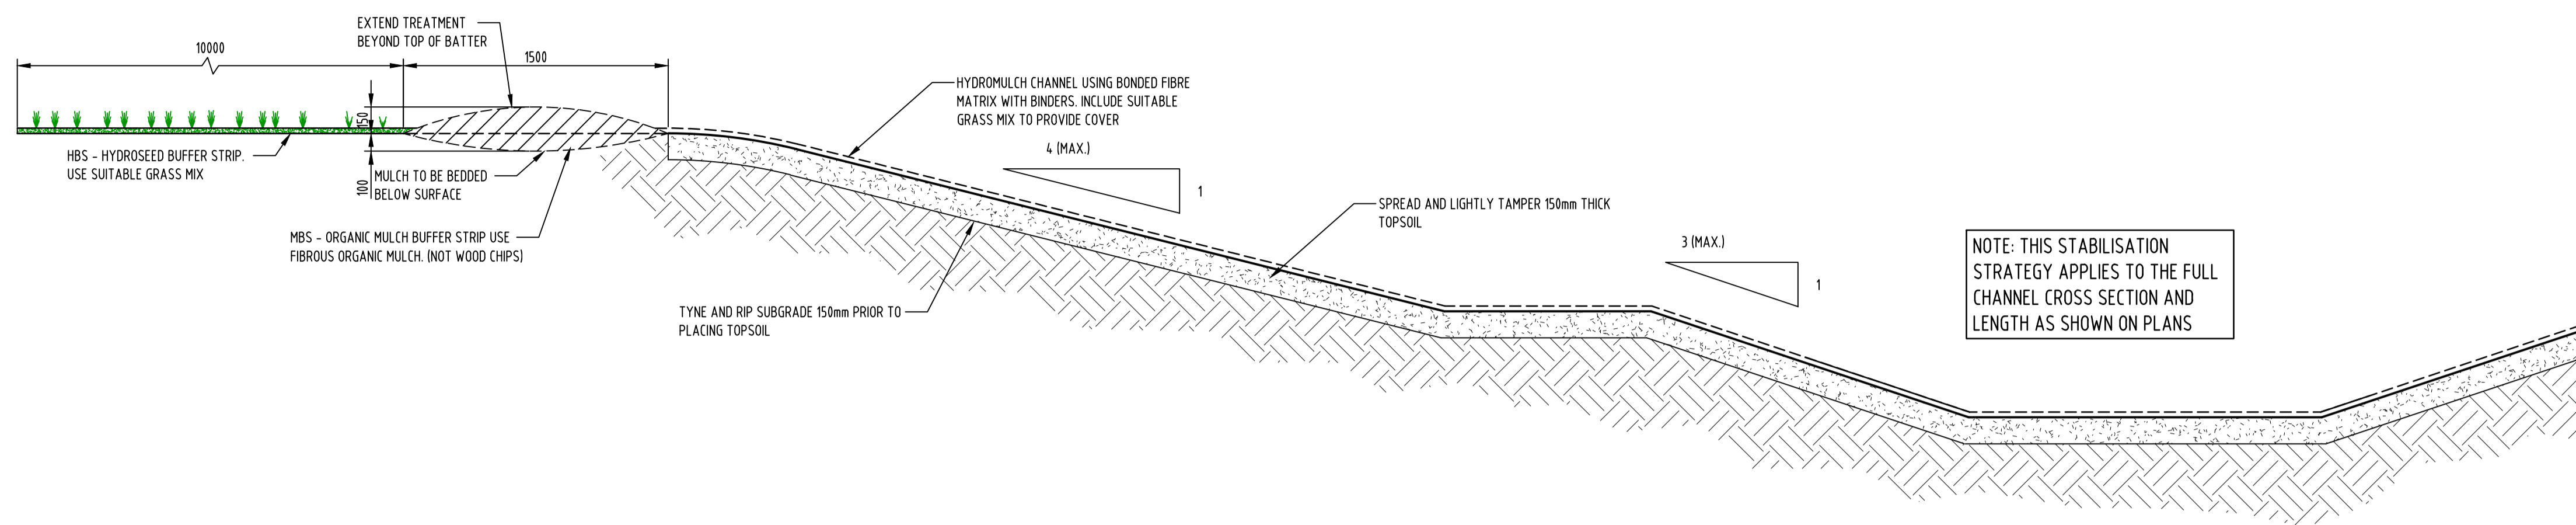 EXTEND TREATMENT
BEYOND TOP OF BATTER
10000
1500
150
100
HBS - HYDROSEED BUFFER STRIP.
USE SUITABLE GRASS MIX
MULCH TO BE BEDDED
BELOW SURFACE
MBS - ORGANIC MULCH BUFFER STRIP USE
FIBROUS ORGANIC MULCH. (NOT WOOD CHIPS)
HYDROMULCH CHANNEL USING BONDED FIBRE
MATRIX WITH BINDERS. INCLUDE SUITABLE
GRASS MIX TO PROVIDE COVER
4 (MAX.)
1
TYNE AND RIP SUBGRADE 150mm PRIOR TO
PLACING TOPSOIL
SPREAD AND LIGHTLY TAMPER 150mm THICK
TOPSOIL
3 (MAX.)
1
NOTE: THIS STABILISATION
STRATEGY APPLIES TO THE FULL
CHANNEL CROSS SECTION AND
LENGTH AS SHOWN ON PLANS